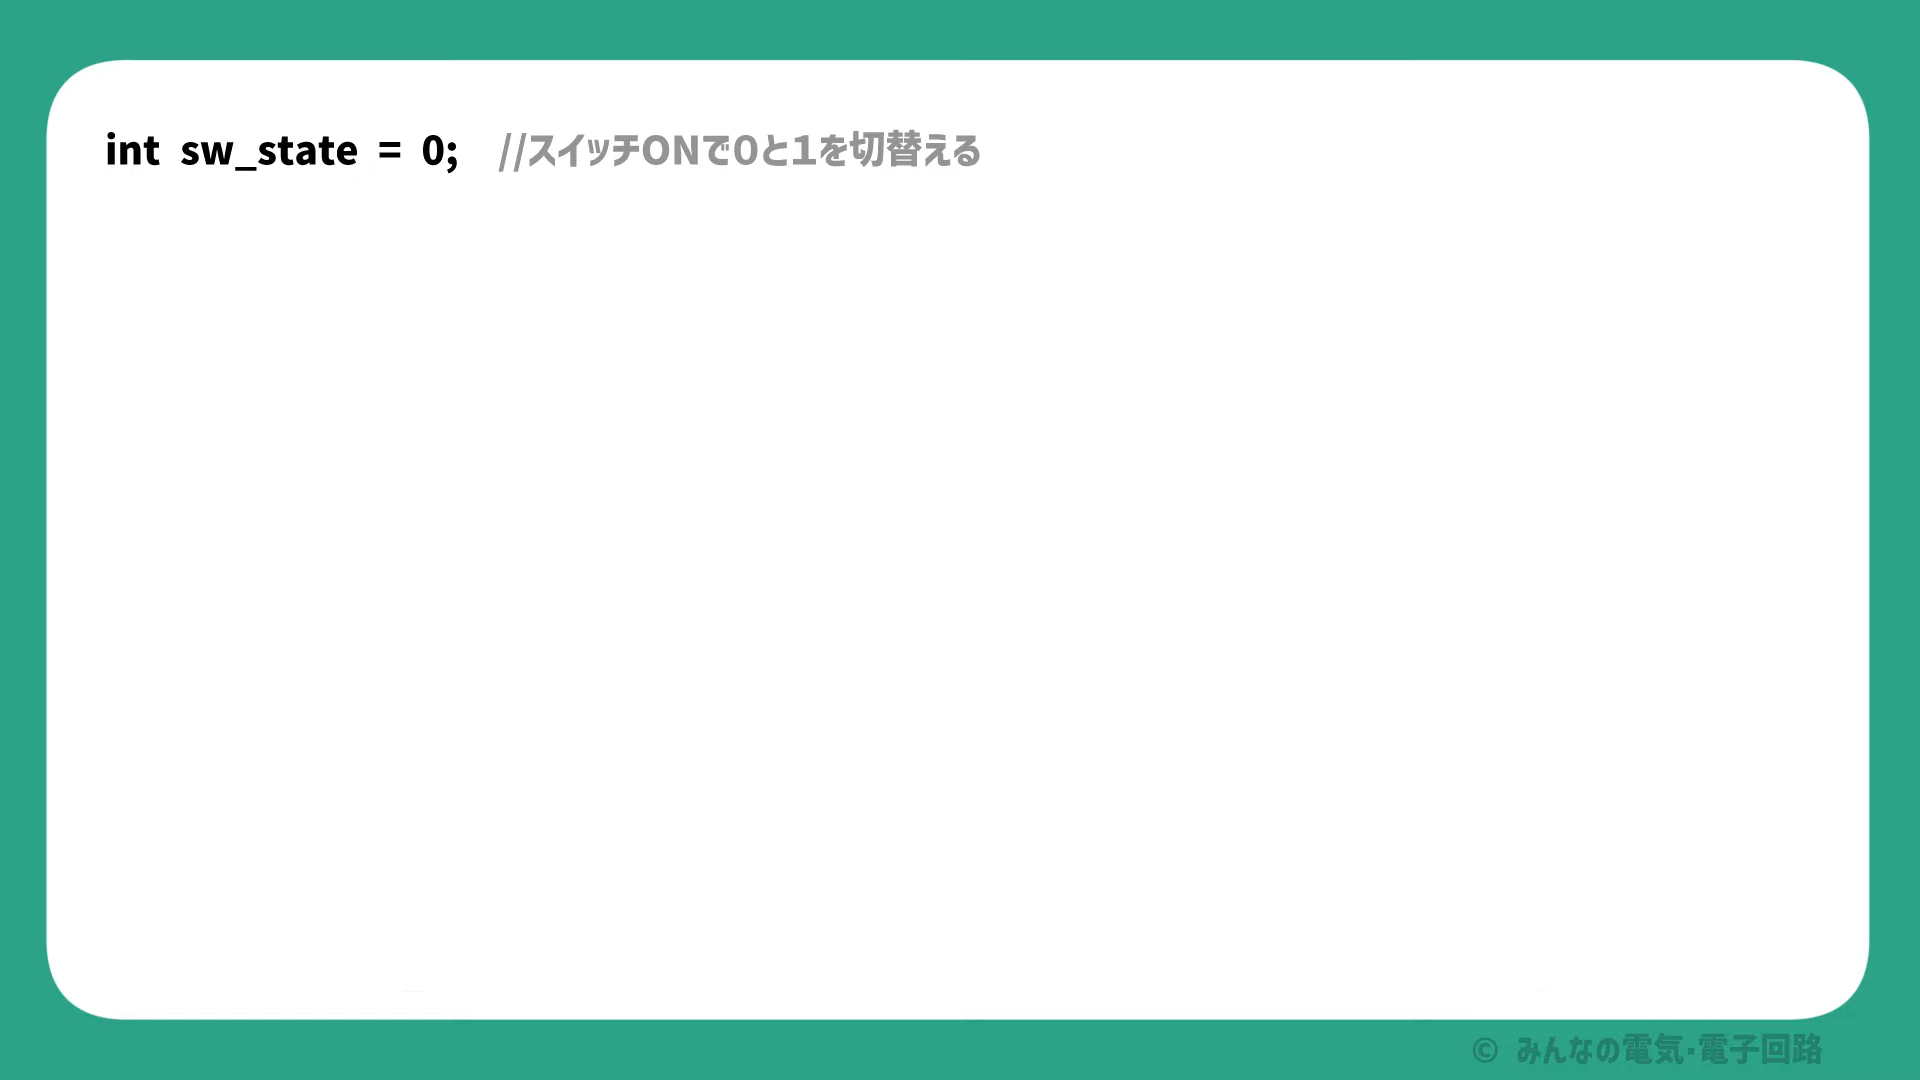 int sw_state = 0; //スイッチONで0と1を切替える
© みんなの電気・電子回路